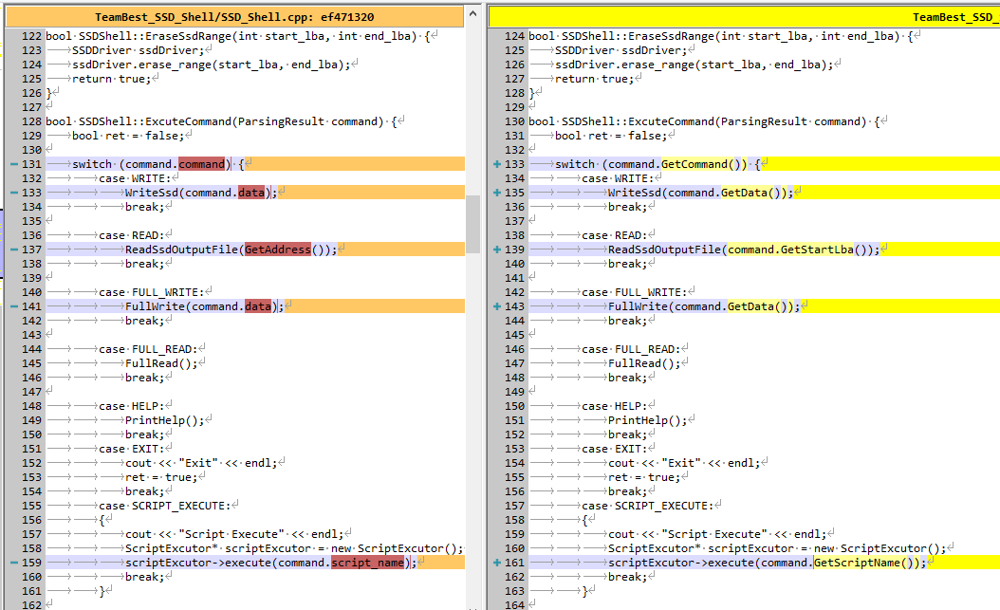 TeamBest_SSD_Shell/SSD_Shell.cpp: ef471320
122 bool SSDShell::EraseSsdRange(int start_lba, int end_lba) {
123 SSDDriver ssdDriver;
124 ssdDriver.erase_range(start_lba, end_lba);
125 return true;
126 }
127
128 bool SSDShell::ExcuteCommand(ParsingResult command) {
129 bool ret = false;
130
131 switch (command.command) {
132 case WRITE:
133 WriteSsd(command.data);
134 break;
135
136 case READ:
137 ReadSsdOutputFile(GetAddress());
138 break;
139
140 case FULL_WRITE:
141 FullWrite(command.data);
142 break;
143
144 case FULL_READ:
145 FullRead();
146 break;
147
148 case HELP:
149 PrintHelp();
150 break;
151 case EXIT:
152 cout << "Exit" << endl;
153 ret = true;
154 break;
155 case SCRIPT_EXECUTE:
156 {
157 cout << "Script Execute" << endl;
158 ScriptExcutor* scriptExcutor = new ScriptExcutor();
159 scriptExcutor->execute(command.script_name);
160 break;
161 }
162
TeamBest_SSD_
124 bool SSDShell::EraseSsdRange(int start_lba, int end_lba) {
125 SSDDriver ssdDriver;
126 ssdDriver.erase_range(start_lba, end_lba);
127 return true;
128 }
129
130 bool SSDShell::ExcuteCommand(ParsingResult command) {
131 bool ret = false;
132
133 switch (command.GetCommand()) {
134 case WRITE:
135 WriteSsd(command.GetData());
136 break;
137
138 case READ:
139 ReadSsdOutputFile(command.GetStartLba());
140 break;
141
142 case FULL_WRITE:
143 FullWrite(command.GetData());
144 break;
145
146 case FULL_READ:
147 FullRead();
148 break;
149
150 case HELP:
151 PrintHelp();
152 break;
153 case EXIT:
154 cout << "Exit" << endl;
155 ret = true;
156 break;
157 case SCRIPT_EXECUTE:
158 {
159 cout << "Script Execute" << endl;
160 ScriptExcutor* scriptExcutor = new ScriptExcutor();
161 scriptExcutor->execute(command.GetScriptName());
162 break;
163 }
164